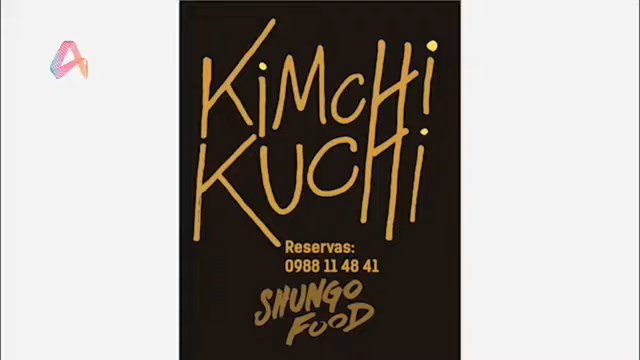 KiMCHi
KUCHi
Reservas:
0988 11 48 41
SHUNGO
FOOD